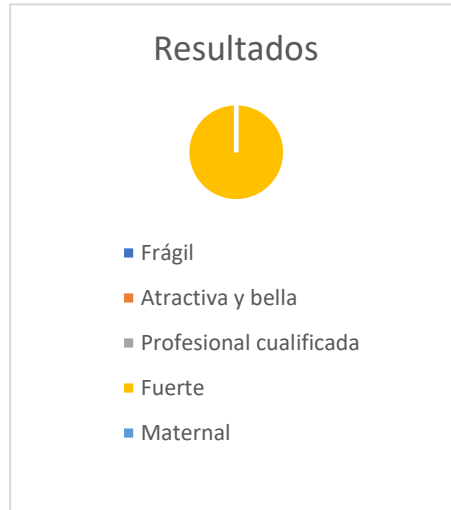 Resultados
Frágil
Atractiva y bella
Profesional cualificada
Fuerte
Maternal